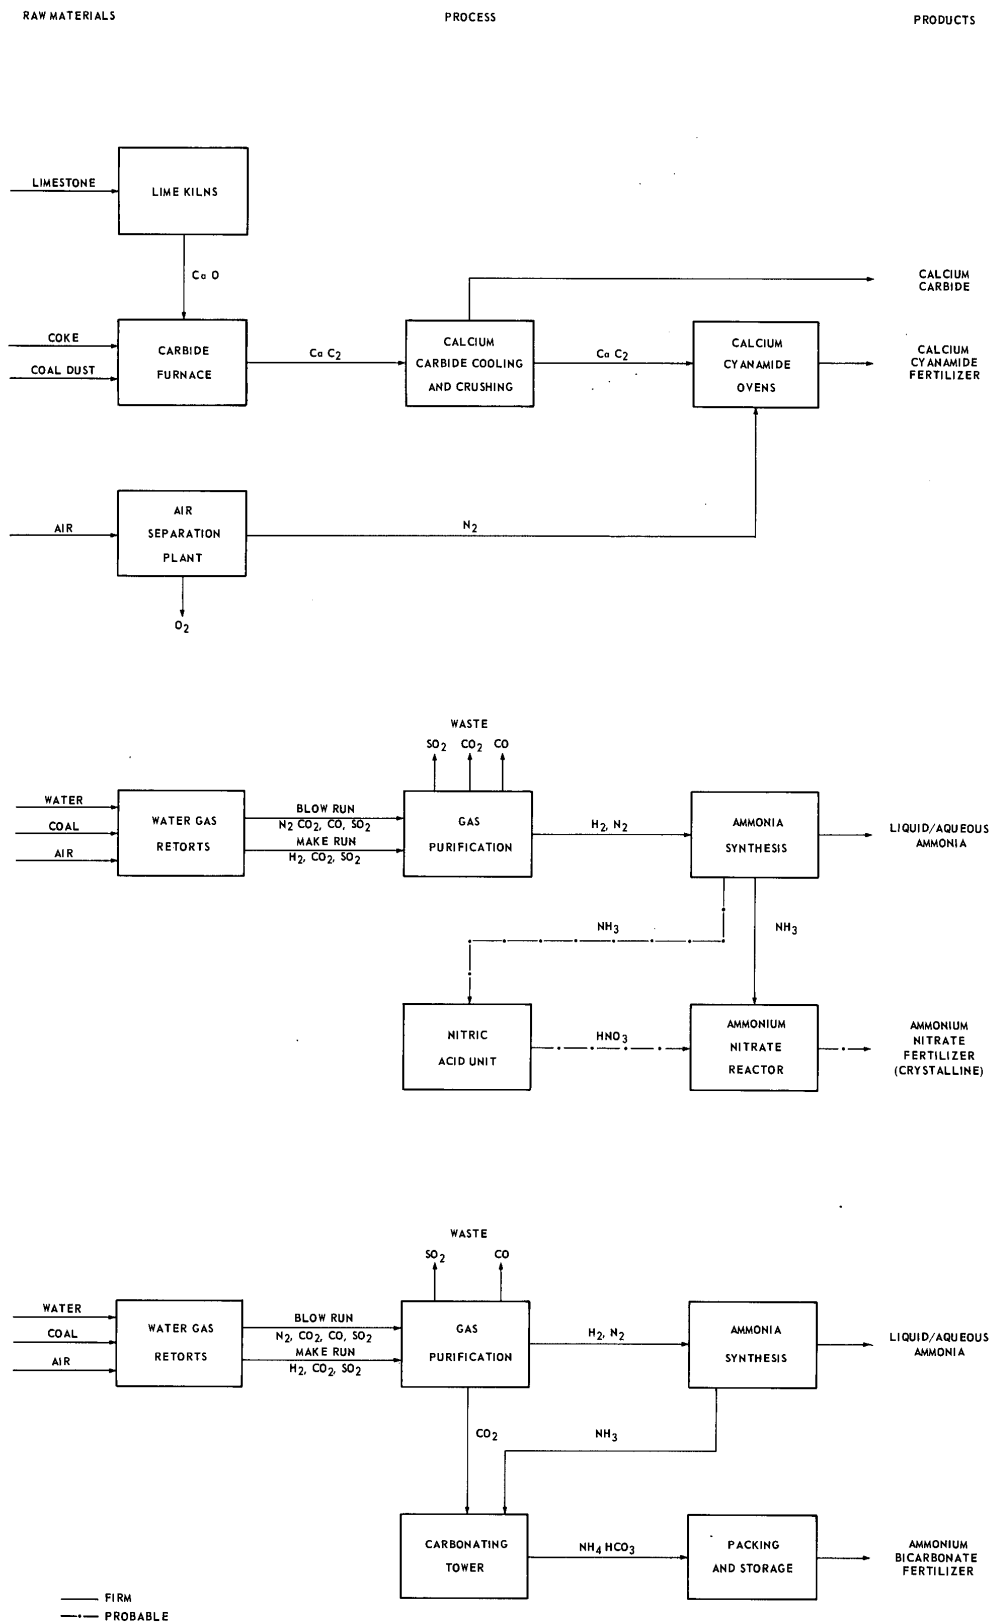 RAW MATERIALS
PROCESS
PRODUCTS
LIMESTONE
LIME KILNS
Ca O
CALCIUM
CARBIDE
COKE
COAL DUST
CARBIDE
FURNACE
Ca C2
CALCIUM
CARBIDE COOLING
AND CRUSHING
Ca C2
CALCIUM
CYANAMIDE
OVENS
CALCIUM
CYANAMIDE
FERTILIZER
AIR
AIR
SEPARATION
PLANT
N2
O2
WASTE
SO2 CO2 CO
WATER
COAL
AIR
WATER GAS
RETORTS
BLOW RUN
N2 CO2, CO, SO2
MAKE RUN
H2, CO2, SO2
GAS
PURIFICATION
H2, N2
AMMONIA
SYNTHESIS
LIQUID/AQUEOUS
AMMONIA
NH3
NH3
NITRIC
ACID UNIT
HNO3
AMMONIUM
NITRATE
REACTOR
AMMONIUM
NITRATE
FERTILIZER
(CRYSTALLINE)
WASTE
SO2 CO
WATER
COAL
AIR
WATER GAS
RETORTS
BLOW RUN
N2, CO2, CO, SO2
MAKE RUN
H2, CO2, SO2
GAS
PURIFICATION
H2, N2
AMMONIA
SYNTHESIS
LIQUID/AQUEOUS
AMMONIA
CO2
NH3
CARBONATING
TOWER
NH4 HCO3
PACKING
AND STORAGE
AMMONIUM
BICARBONATE
FERTILIZER
FIRM
PROBABLE